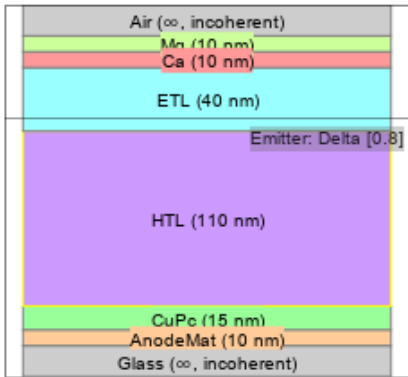 Air (∞, incoherent)
Mg (10 nm)
Ca (10 nm)
ETL (40 nm)
Emitter: Delta [0.8]
HTL (110 nm)
CuPc (15 nm)
AnodeMat (10 nm)
Glass (∞, incoherent)